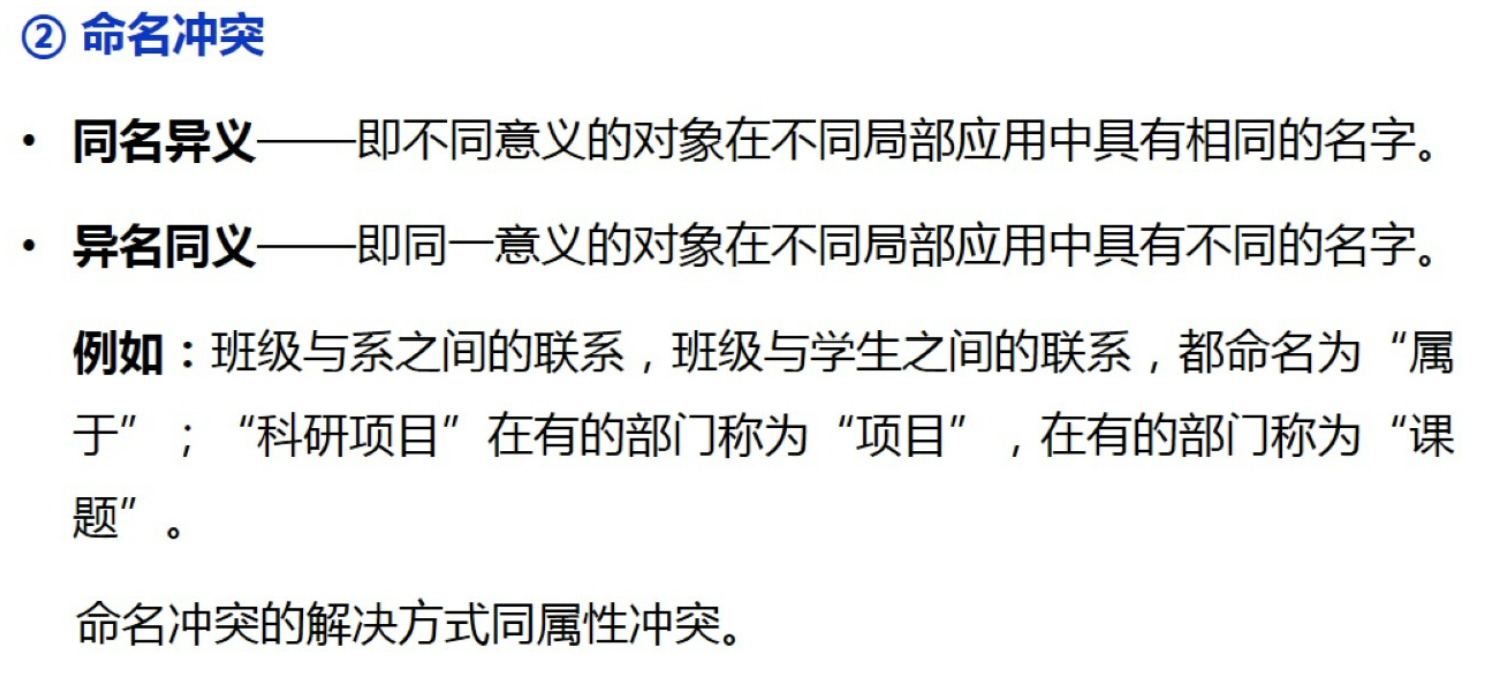 ② 命名冲突
• 同名异义——即不同意义的对象在不同局部应用中具有相同的名字。
• 异名同义——即同一意义的对象在不同局部应用中具有不同的名字。
例如：班级与系之间的联系，班级与学生之间的联系，都命名为“属
于”；“科研项目”在有的部门称为“项目”，在有的部门称为“课
题”。
命名冲突的解决方式同属性冲突。